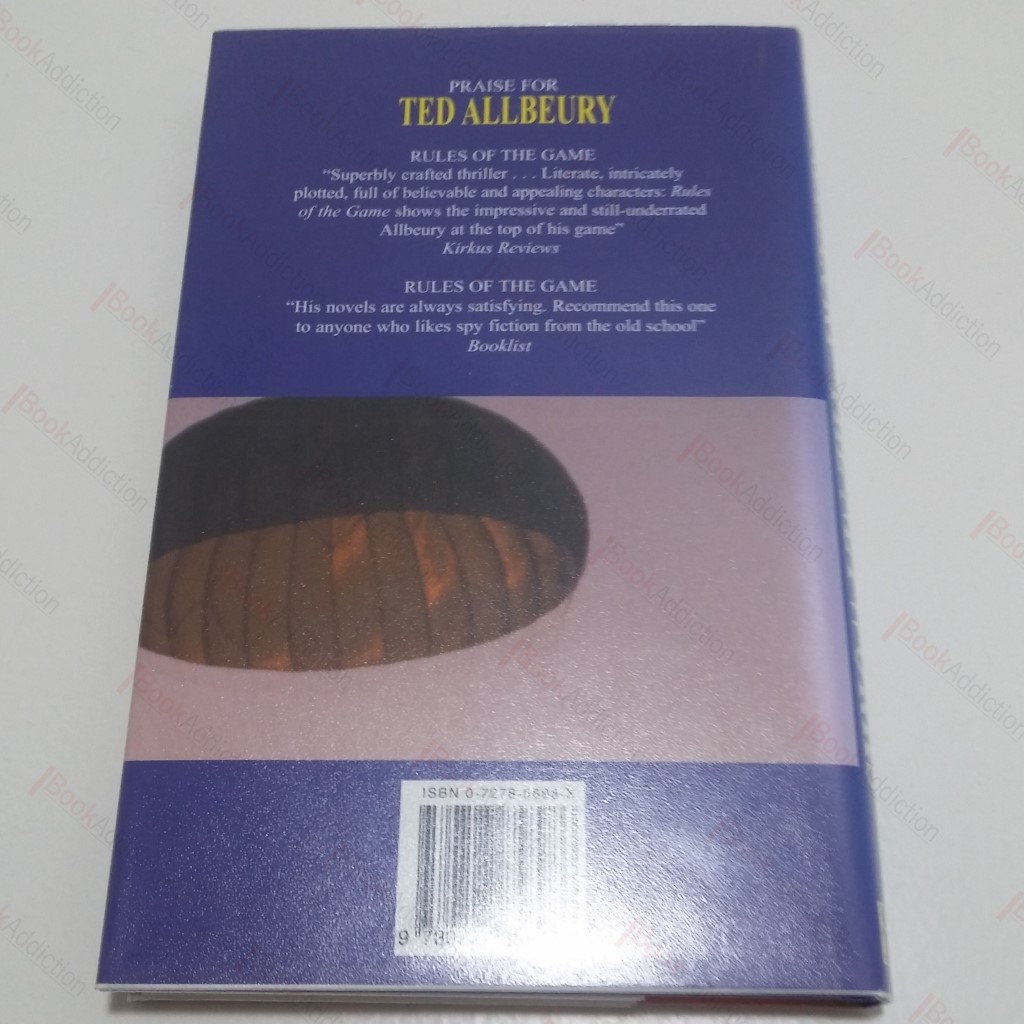 PRAISE FOR
TED ALLBEURY
RULES OF THE GAME
“Superbly crafted thriller . . . Literate, intricately
plotted, full of believable and appealing characters: Rules
of the Game shows the impressive and still-underrated
Allbeury at the top of his game”
Kirkus Reviews
RULES OF THE GAME
“His novels are always satisfying. Recommend this one
to anyone who likes spy fiction from the old school”
Booklist
ISBN
BookAddiction